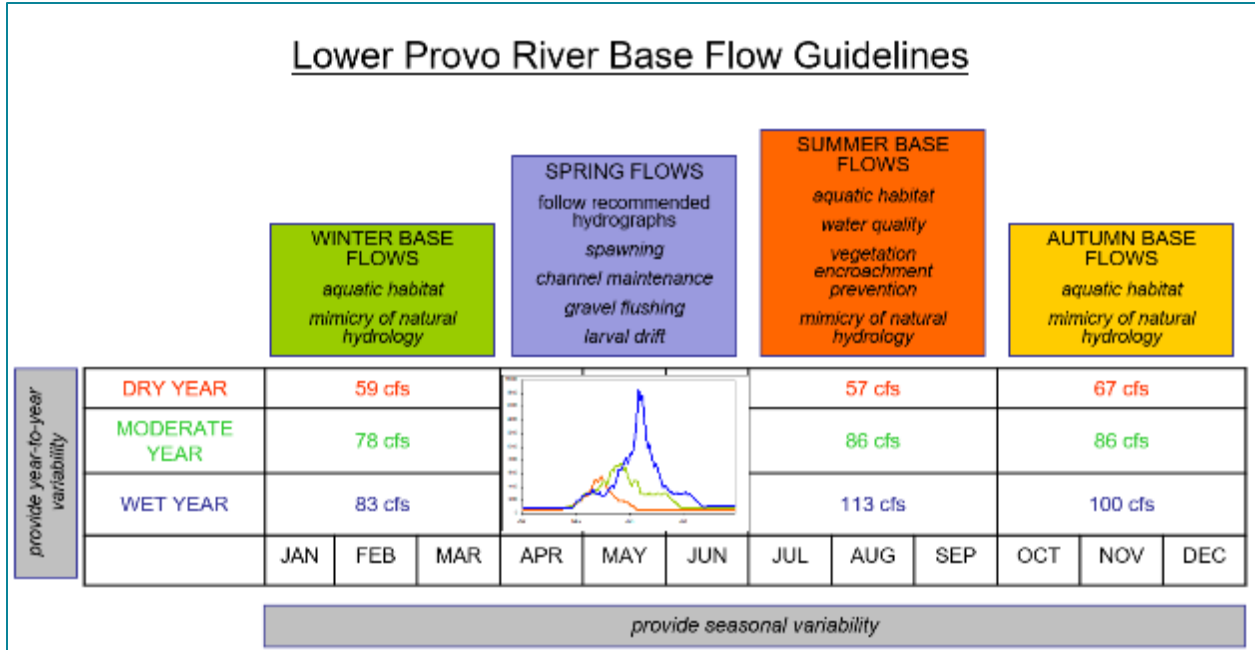 Lower Provo River Base Flow Guidelines
WINTER BASE
FLOWS
aquatic habitat
mimicry of natural
hydrology
SPRING FLOWS
follow recommended
hydrographs
spawning
channel maintenance
gravel flushing
larval drift
SUMMER BASE
FLOWS
aquatic habitat
water quality
vegetation
encroachment
prevention
mimicry of natural
hydrology
AUTUMN BASE
FLOWS
aquatic habitat
mimicry of natural
hydrology
provide year-to-year
variability
DRY YEAR 59 cfs 57 cfs 67 cfs
MODERATE
YEAR 78 cfs 86 cfs 86 cfs
WET YEAR 83 cfs 113 cfs 100 cfs
JAN FEB MAR APR MAY JUN JUL AUG SEP OCT NOV DEC
provide seasonal variability